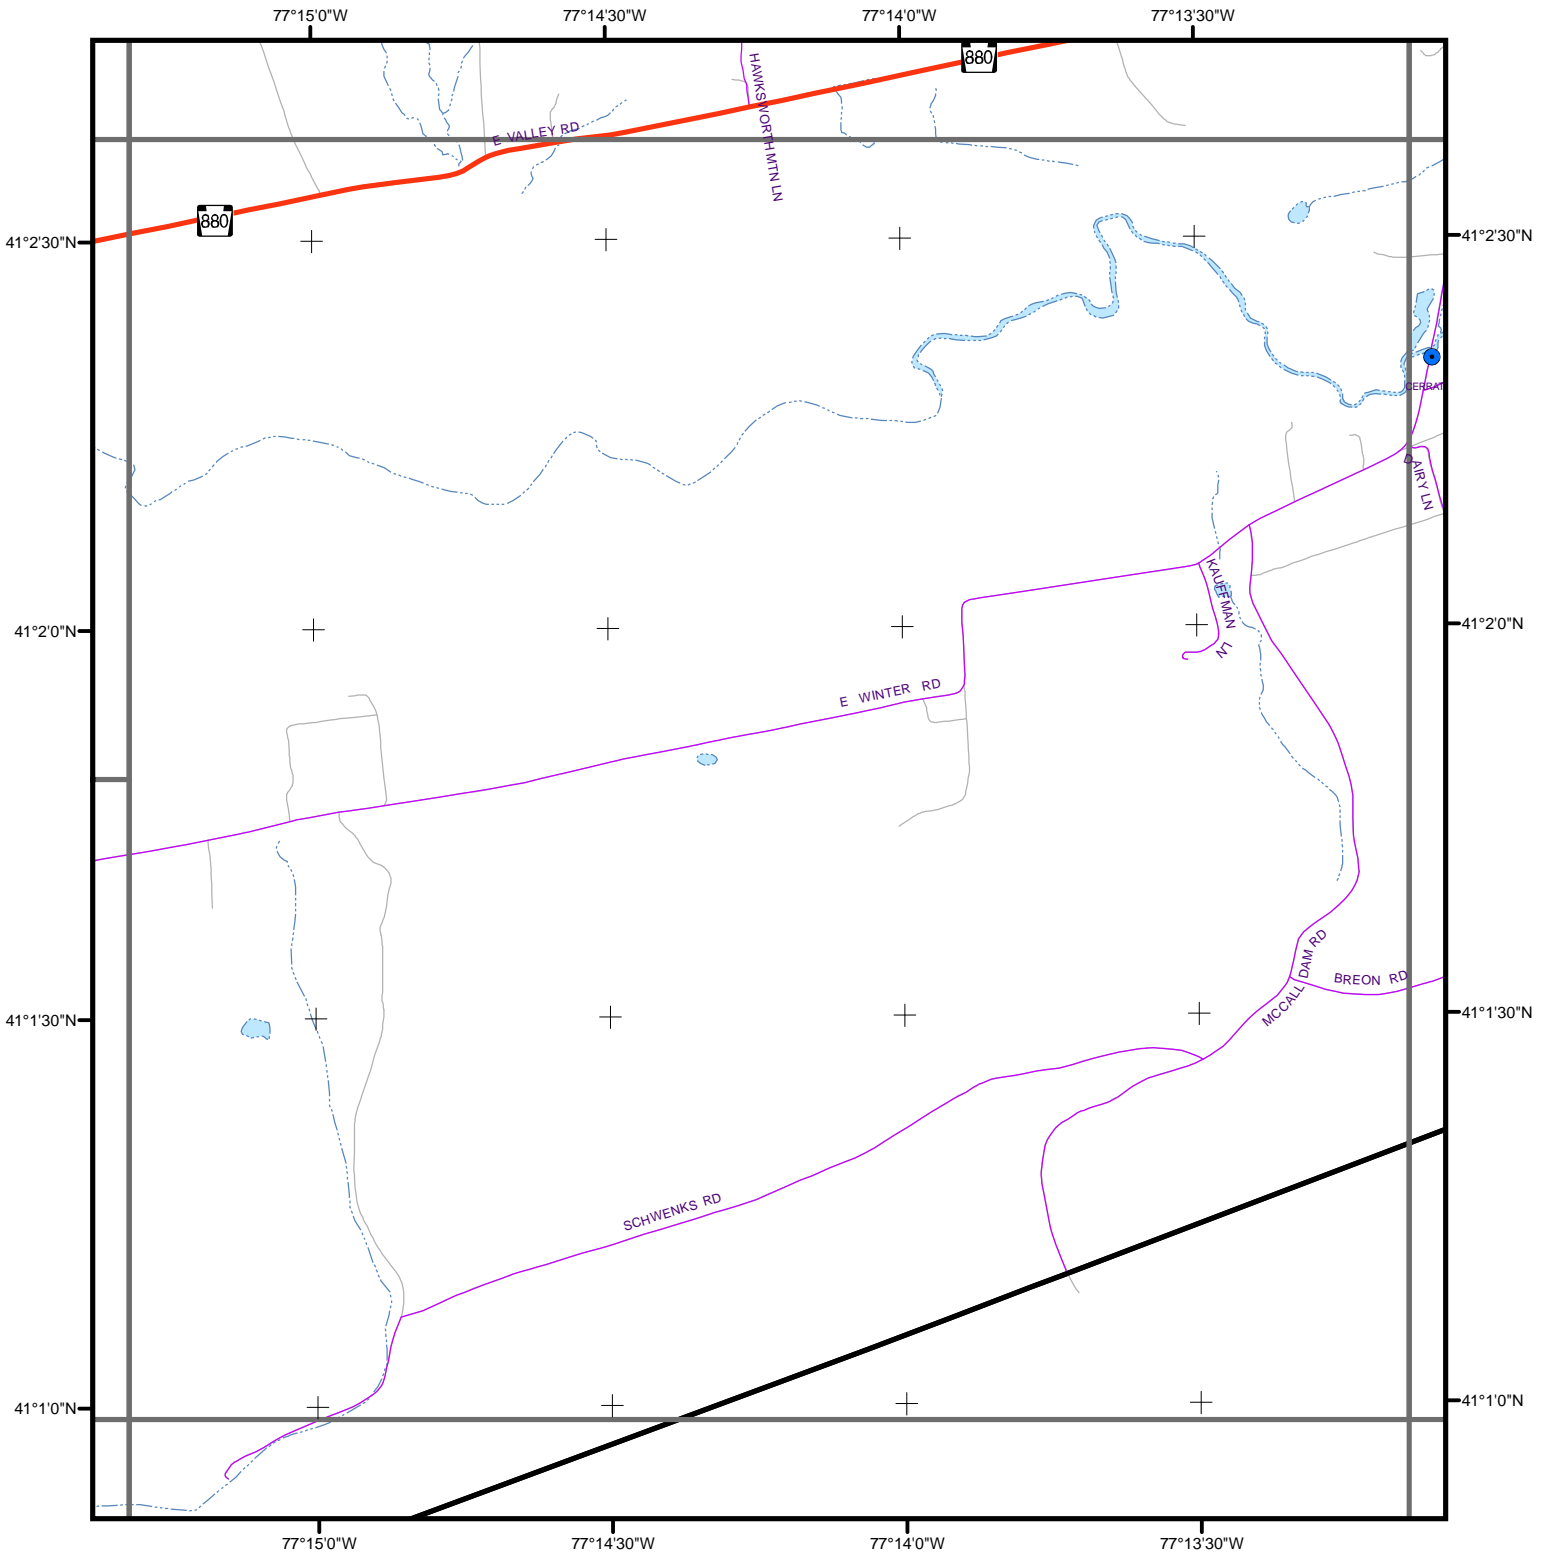 77°15'0"W 77°14'30"W 77°14'0"W 77°13'30"W
880
HAWKSWORTH MTN LN
E VALLEY RD
880
41°2'30"N 41°2'30"N
CERRAT
DAIRY LN
KAUFFMAN LN
41°2'0"N 41°2'0"N
E WINTER RD
MCCALL DAM RD
BREON RD
41°1'30"N 41°1'30"N
SCHWENKS RD
41°1'0"N 41°1'0"N
77°15'0"W 77°14'30"W 77°14'0"W 77°13'30"W